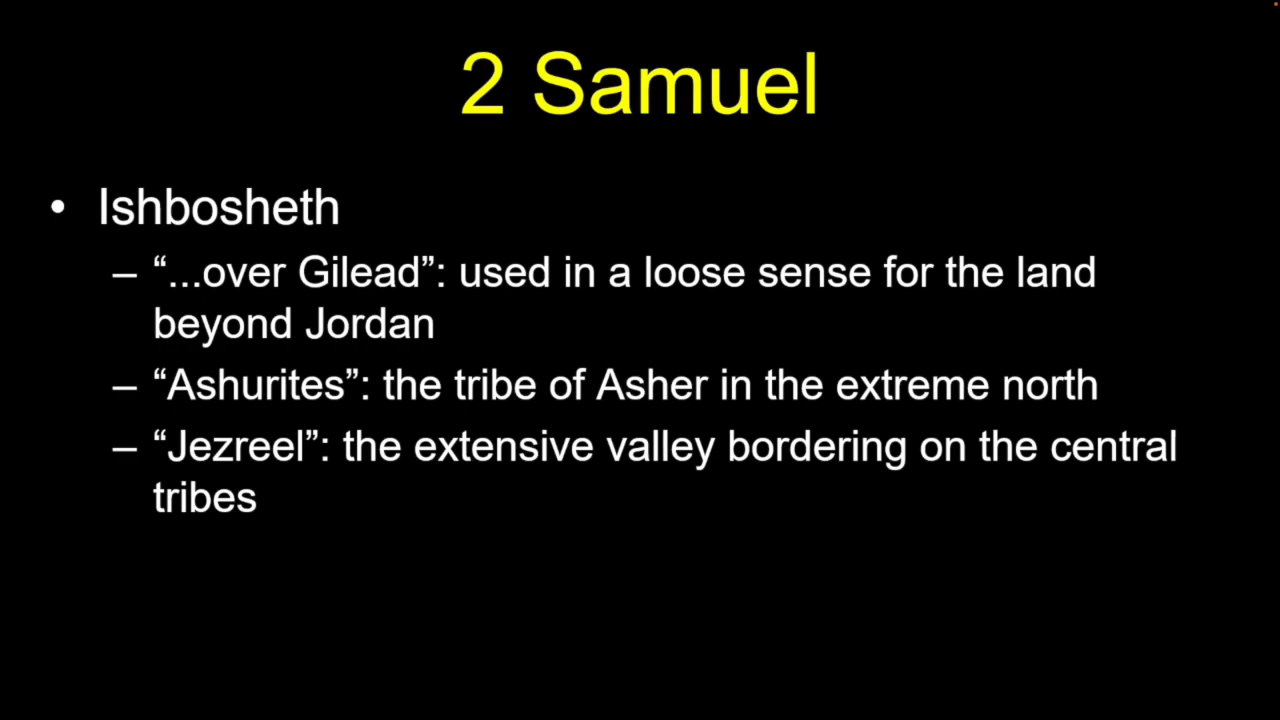 2 Samuel
• Ishbosheth
– “...over Gilead”: used in a loose sense for the land
beyond Jordan
– “Ashurites”: the tribe of Asher in the extreme north
– “Jezreel”: the extensive valley bordering on the central
tribes